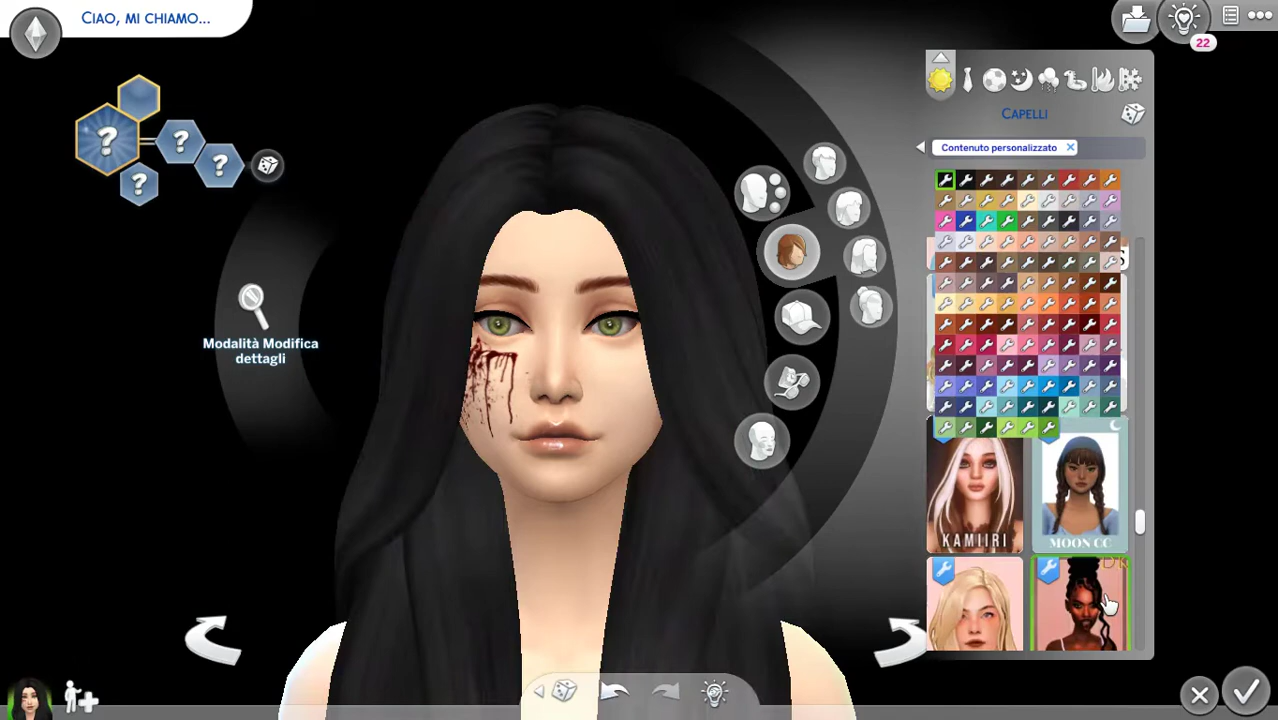 CIAO, MI CHIAMO...
22
CAPELLI
Contenuto personalizzato
Modalità Modifica
dettagli
KAMIIRI
MOON CC